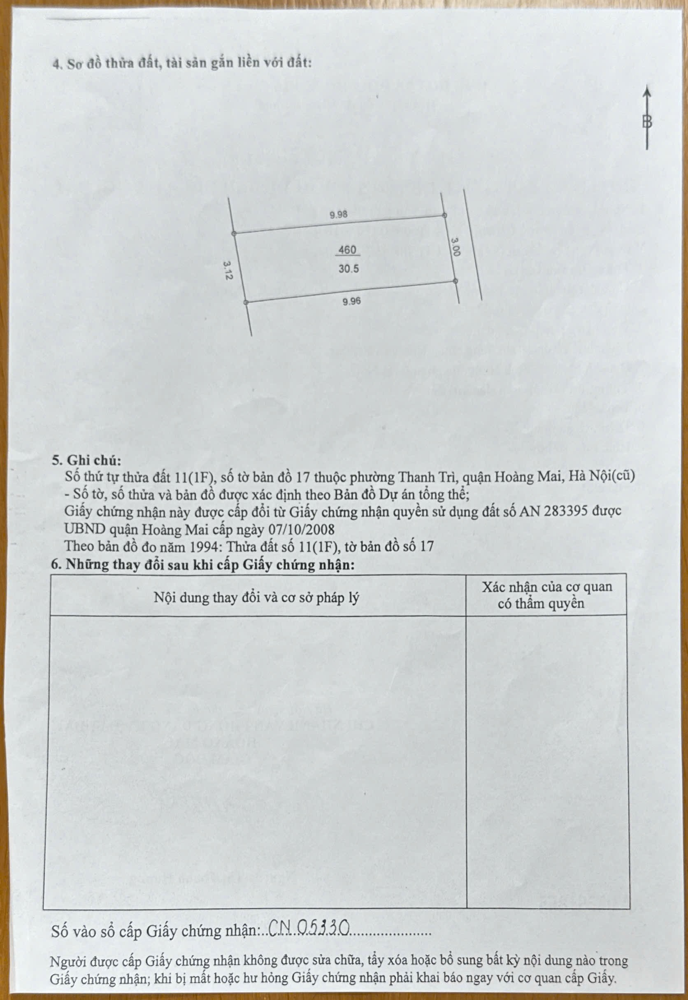 4. Sơ đồ thửa đất, tài sản gắn liền với đất:
B
9.98
3.00
460
30.5
3.12
9.96
5. Ghi chú:
Số thứ tự thửa đất 11(1F), số tờ bản đồ 17 thuộc phường Thanh Trì, quận Hoàng Mai, Hà Nội(cũ)
- Số tờ, số thửa và bản đồ được xác định theo Bản đồ Dự án tổng thể;
Giấy chứng nhận này được cấp đổi từ Giấy chứng nhận quyền sử dụng đất số AN 283395 được
UBND quận Hoàng Mai cấp ngày 07/10/2008
Theo bản đồ đo năm 1994: Thửa đất số 11(1F), tờ bản đồ số 17
6. Những thay đổi sau khi cấp Giấy chứng nhận:
Nội dung thay đổi và cơ sở pháp lý
Xác nhận của cơ quan
có thẩm quyền
Số vào sổ cấp Giấy chứng nhận:..CN.05330.....................
Người được cấp Giấy chứng nhận không được sửa chữa, tẩy xóa hoặc bổ sung bất kỳ nội dung nào trong
Giấy chứng nhận; khi bị mất hoặc hư hỏng Giấy chứng nhận phải khai báo ngay với cơ quan cấp Giấy.